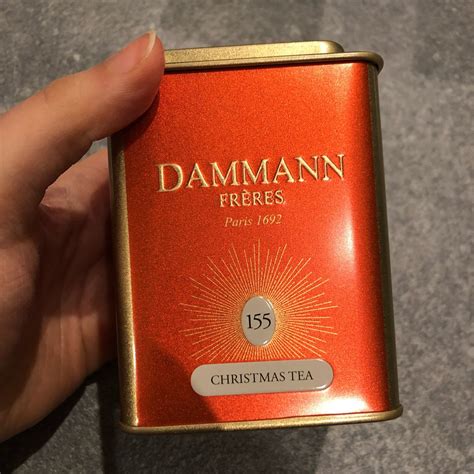 DAMMANN
FRÈRES
Paris 1692
155
CHRISTMAS TEA